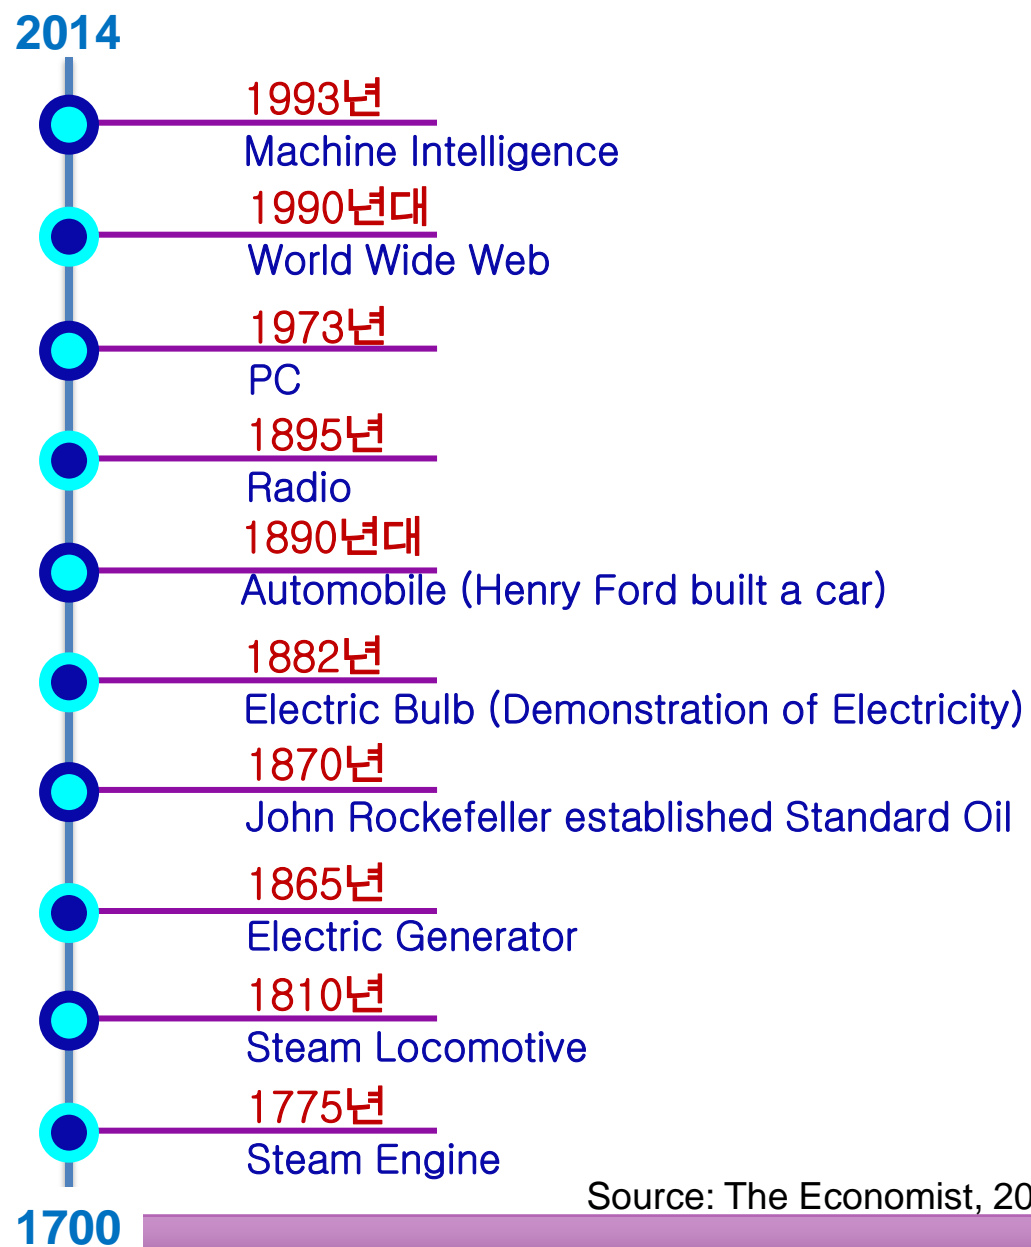 2014
1993년
Machine Intelligence
1990년대
World Wide Web
1973년
PC
1895년
Radio
1890년대
Automobile (Henry Ford built a car)
1882년
Electric Bulb (Demonstration of Electricity)
1870년
John Rockefeller established Standard Oil
1865년
Electric Generator
1810년
Steam Locomotive
1775년
Steam Engine
Source: The Economist,
1700